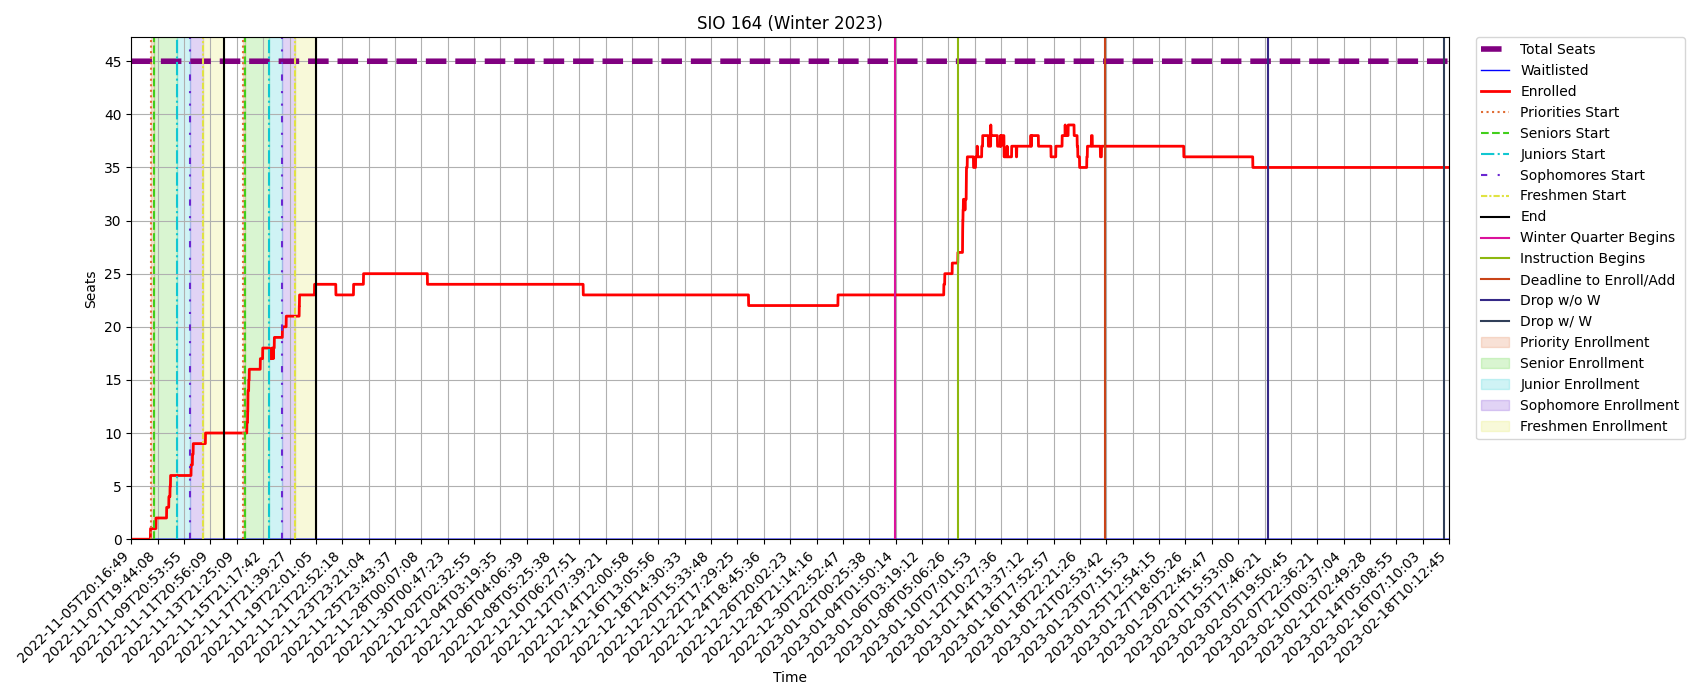 SIO 164 (Winter 2023)
Seats
45
40
35
30
25
20
15
10
5
0
2022-11-05T20:16:49
2022-11-07T19:44:08
2022-11-09T20:53:55
2022-11-11T20:56:09
2022-11-13T21:25:09
2022-11-15T21:17:42
2022-11-17T21:39:27
2022-11-19T22:01:05
2022-11-21T22:52:18
2022-11-23T23:21:04
2022-11-25T23:43:37
2022-11-28T00:07:08
2022-11-30T00:47:23
2022-12-02T02:32:55
2022-12-04T03:19:35
2022-12-06T04:06:39
2022-12-08T05:25:38
2022-12-10T06:27:51
2022-12-12T07:39:21
2022-12-14T12:00:58
2022-12-16T13:05:56
2022-12-18T14:30:33
2022-12-20T15:33:48
2022-12-22T17:29:25
2022-12-24T18:45:36
2022-12-26T20:02:23
2022-12-28T21:14:16
2022-12-30T22:52:47
2023-01-02T00:25:38
2023-01-04T01:50:14
2023-01-06T03:19:12
2023-01-08T05:06:26
2023-01-10T07:01:53
2023-01-12T10:27:36
2023-01-14T14:37:12
2023-01-16T17:52:57
2023-01-18T22:21:26
2023-01-21T02:53:42
2023-01-23T07:15:53
2023-01-25T12:54:15
2023-01-27T18:05:26
2023-01-29T22:45:47
2023-02-01T15:53:00
2023-02-03T17:46:21
2023-02-05T19:50:45
2023-02-07T22:36:21
2023-02-10T00:37:04
2023-02-12T02:49:28
2023-02-14T05:08:55
2023-02-16T07:10:03
2023-02-18T10:12:45
Time
Total Seats
Waitlisted
Enrolled
Priorities Start
Seniors Start
Juniors Start
Sophomores Start
Freshmen Start
End
Winter Quarter Begins
Instruction Begins
Deadline to Enroll/Add
Drop w/o W
Drop w/ W
Priority Enrollment
Senior Enrollment
Junior Enrollment
Sophomore Enrollment
Freshmen Enrollment